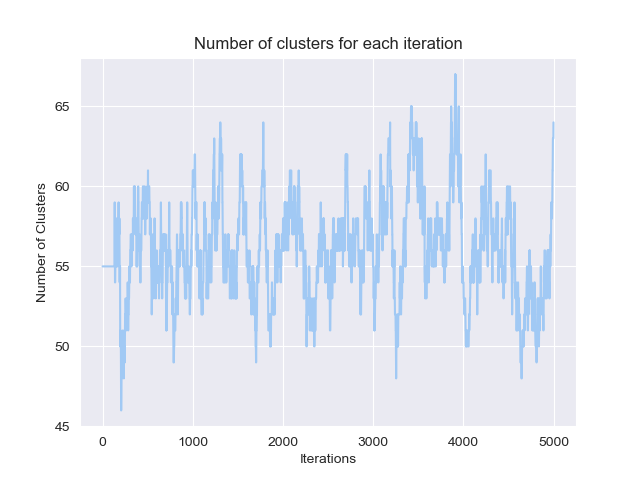 Number of clusters for each iteration
65
60
55
50
45
Number of Clusters
0 1000 2000 3000 4000 5000
Iterations